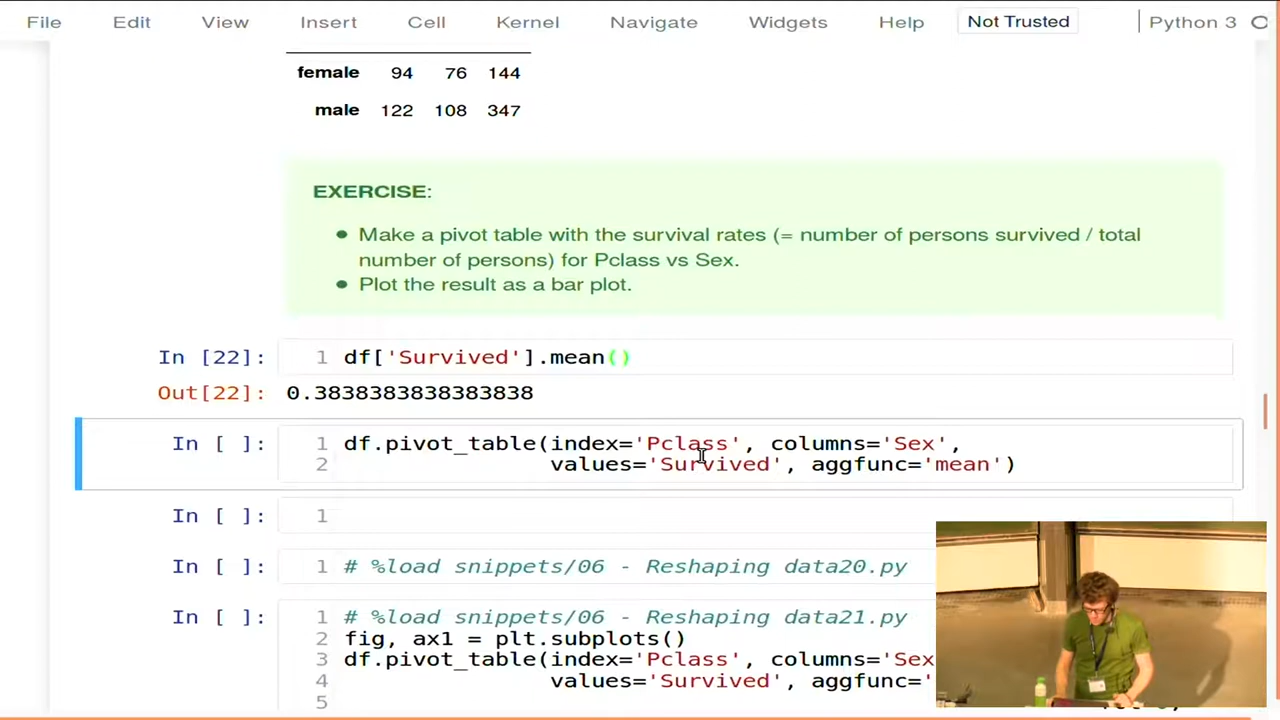 File Edit View Insert Cell Kernel Navigate Widgets Help Not Trusted Python 3
female 94 76 144
male 122 108 347
EXERCISE:
● Make a pivot table with the survival rates (= number of persons survived / total
number of persons) for Pclass vs Sex.
● Plot the result as a bar plot.
In [22]: 1 df['Survived'].mean()
Out[22]: 0.3838383838383838
In [ ]: 1 df.pivot_table(index='Pclass', columns='Sex',
2 values='Survived', aggfunc='mean')
In [ ]: 1
In [ ]: 1 # %load snippets/06 - Reshaping data20.py
In [ ]: 1 # %load snippets/06 - Reshaping data21.py
2 fig, ax1 = plt.subplots()
3 df.pivot_table(index='Pclass', columns='Sex
4 values='Survived', aggfunc='
5